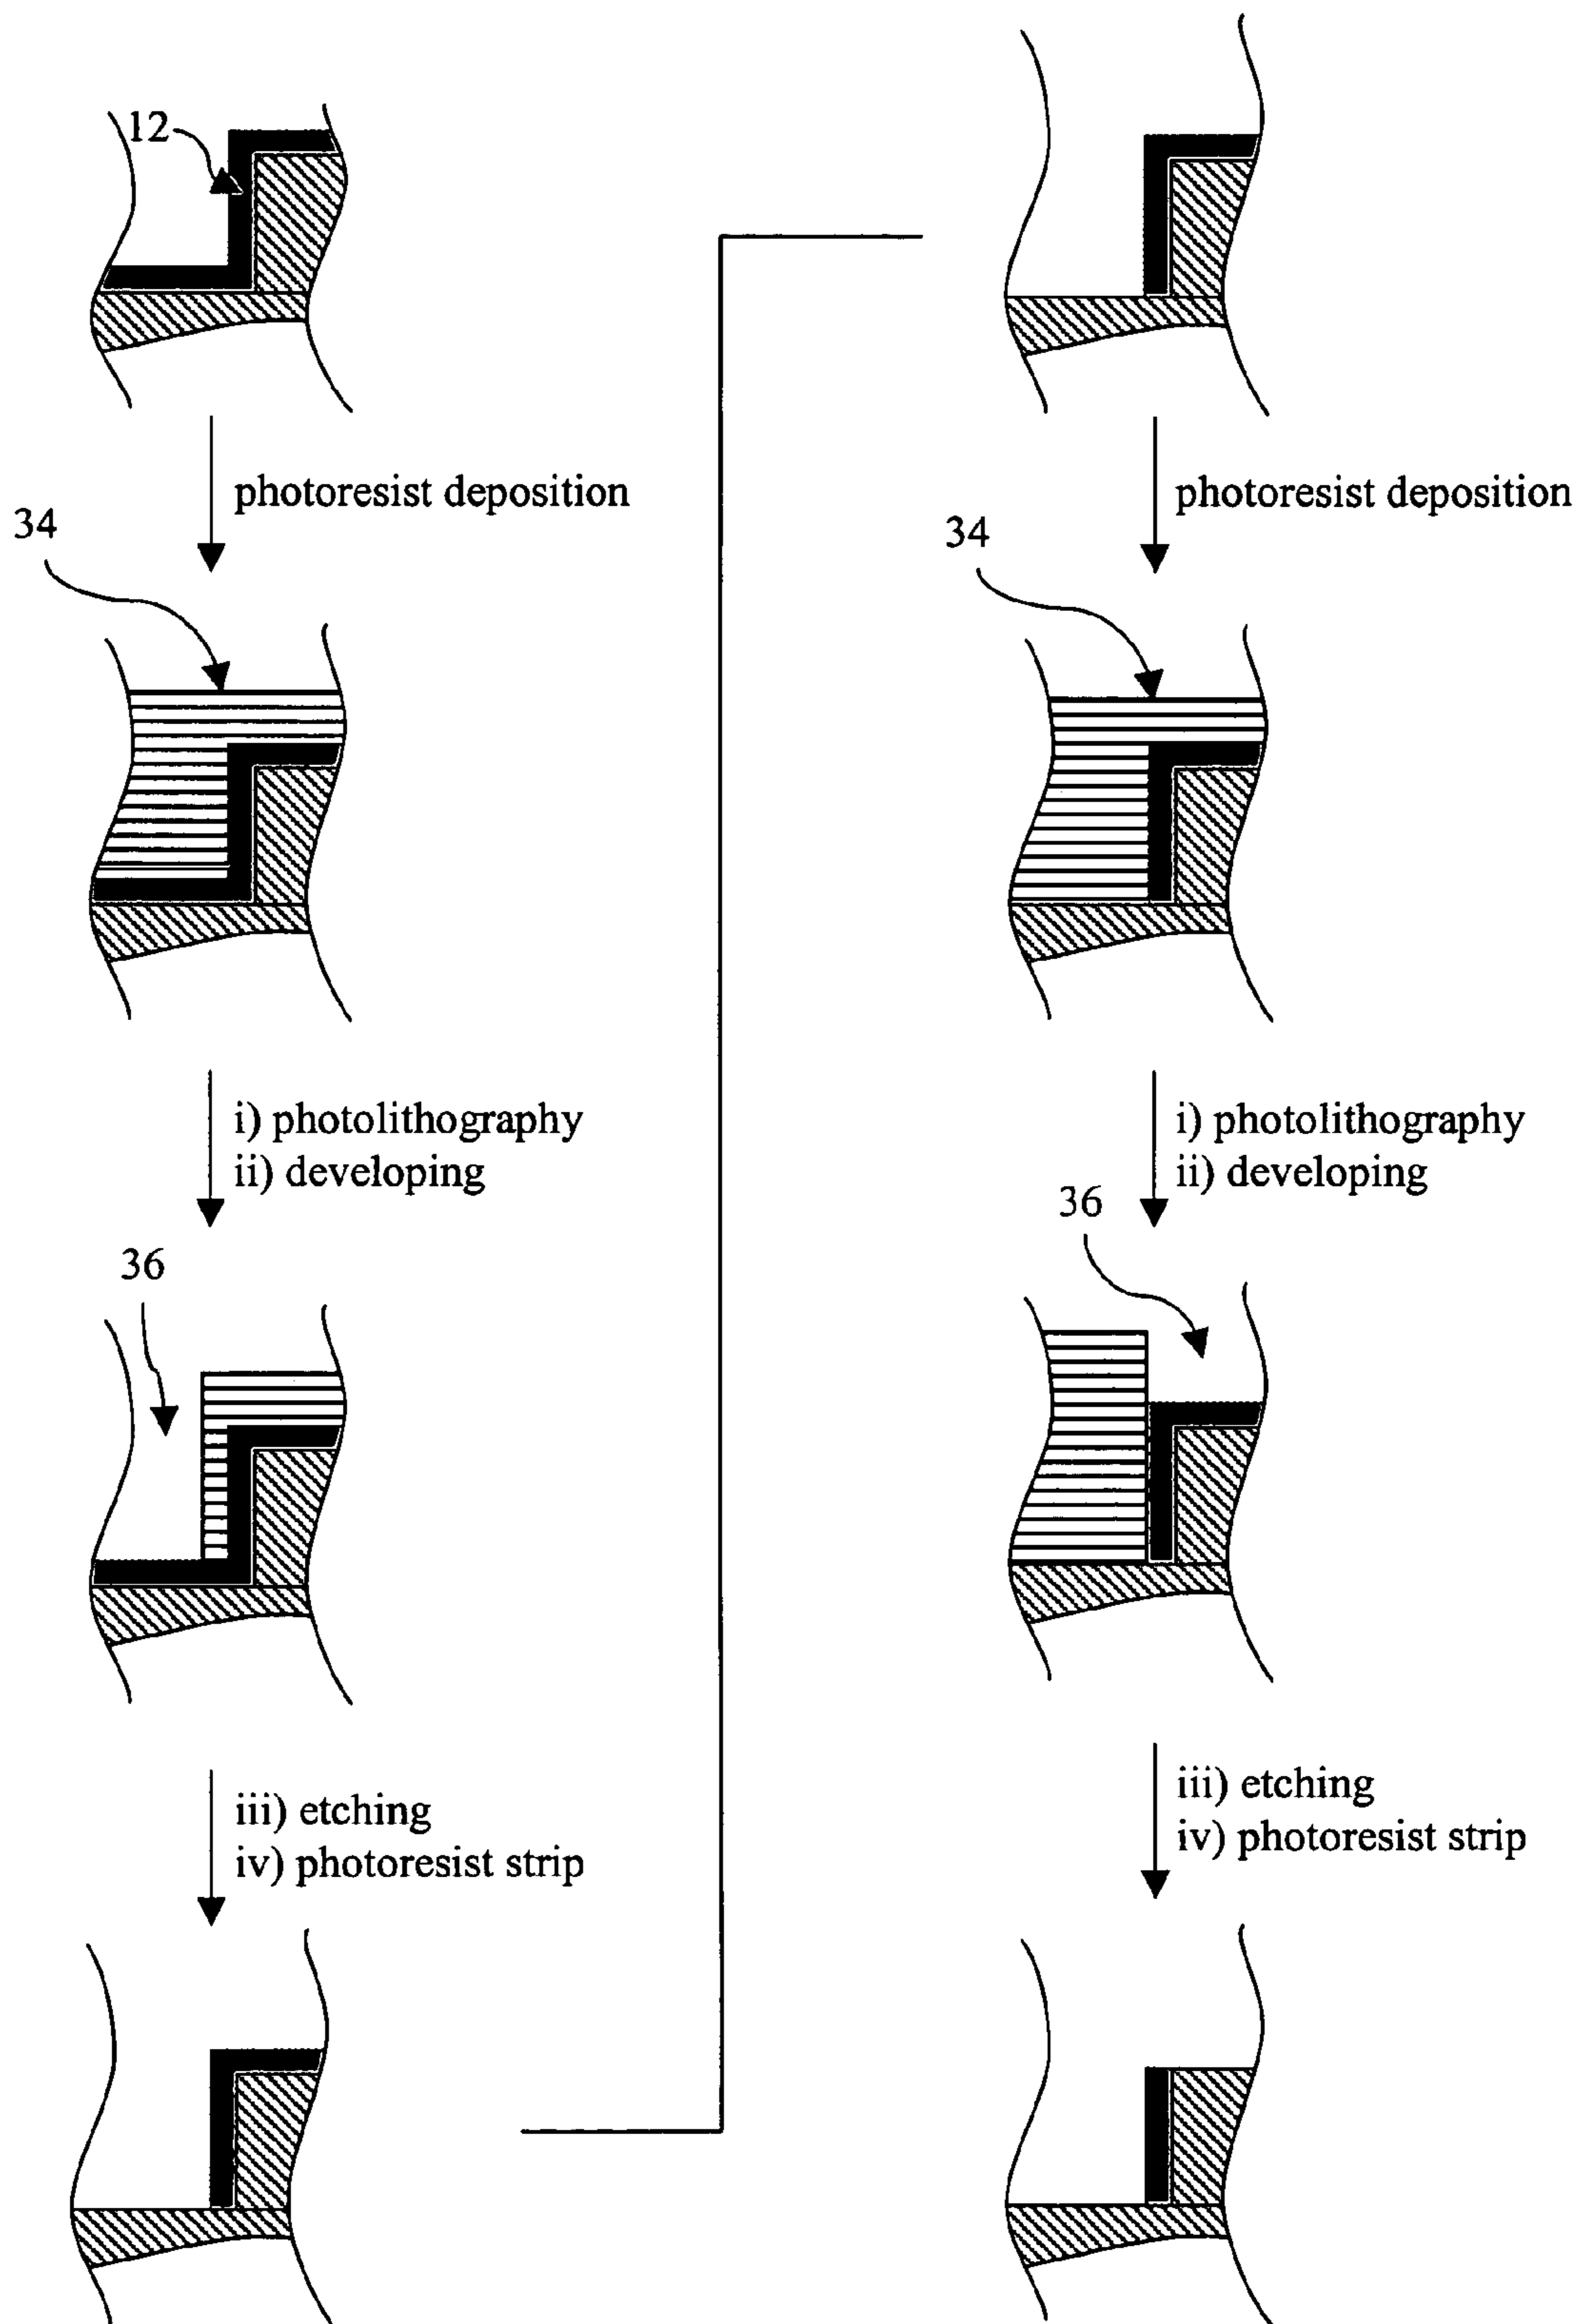 12
photoresist deposition
34
i) photolithography
ii) developing
36
iii) etching
iv) photoresist strip
photoresist deposition
34
i) photolithography
ii) developing
36
iii) etching
iv) photoresist strip